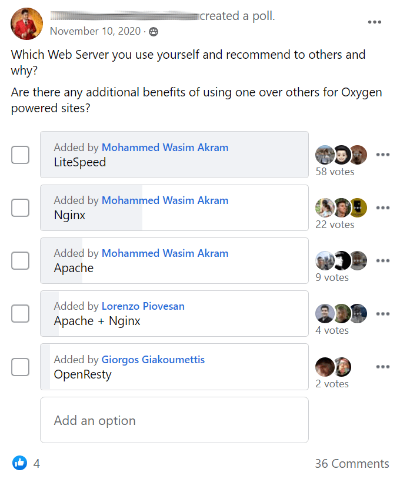 created a poll.
November 10, 2020 ·
Which Web Server you use yourself and recommend to others and
why?
Are there any additional benefits of using one over others for Oxygen
powered sites?
Added by Mohammed Wasim Akram
LiteSpeed
58 votes
Added by Mohammed Wasim Akram
Nginx
22 votes
Added by Mohammed Wasim Akram
Apache
9 votes
Added by Lorenzo Piovesan
Apache + Nginx
4 votes
Added by Giorgos Giakoumettis
OpenResty
2 votes
Add an option
4
36 Comments